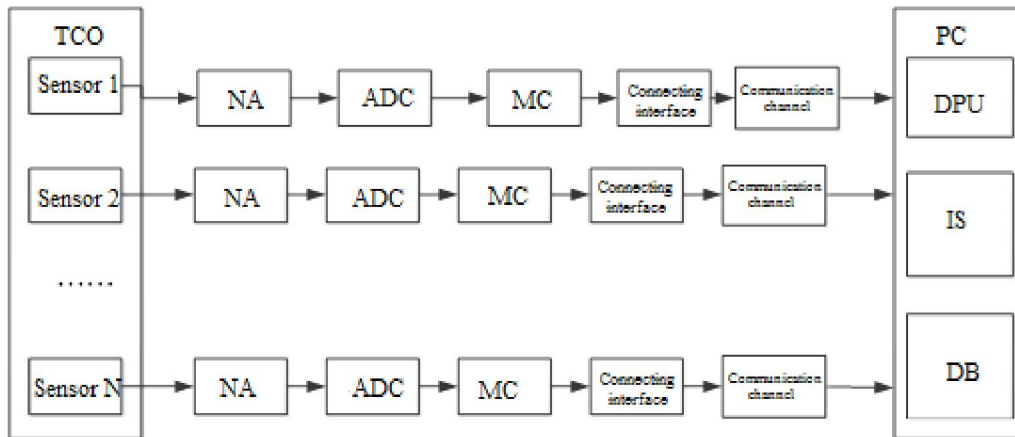 TCO
PC
Sensor 1
NA
ADC
MC
Connecting
interface
Communication
channel
DPU
Sensor 2
NA
ADC
MC
Connecting
interface
Communication
channel
IS
......
Sensor N
NA
ADC
MC
Connecting
interface
Communication
channel
DB